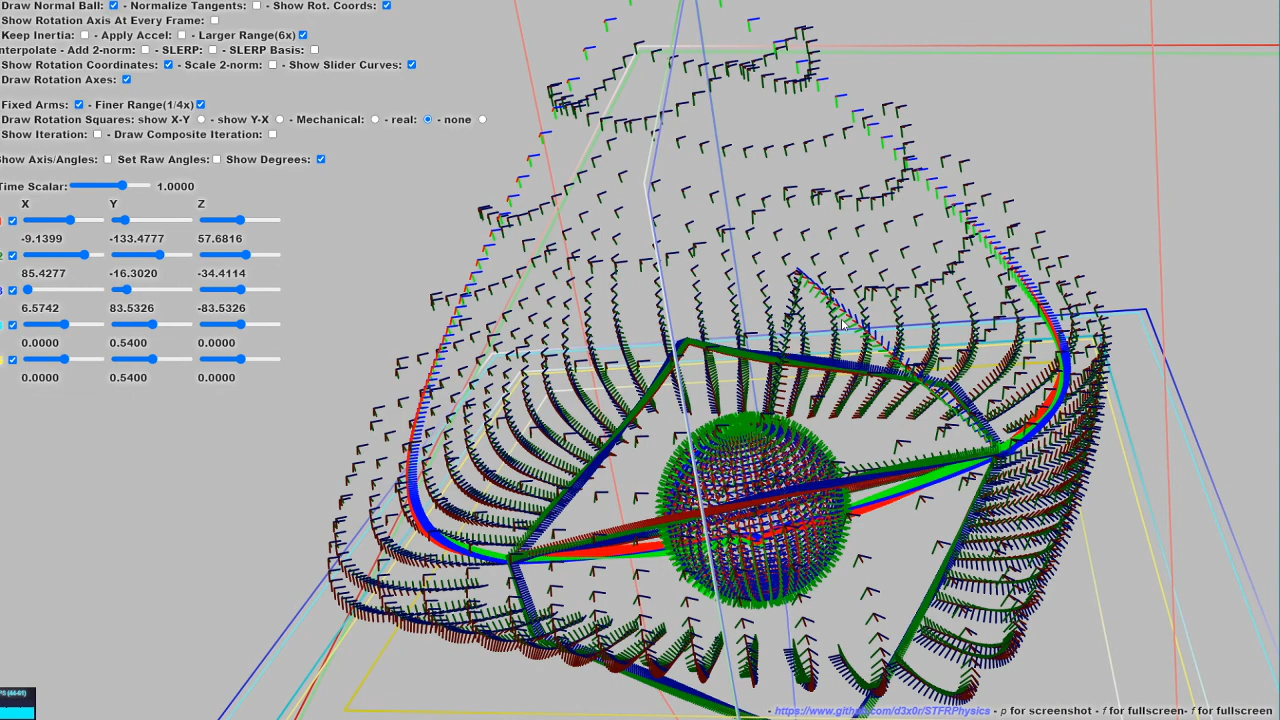 Draw Normal Ball: - Normalize Tangents: - Show Rot. Coords:
Show Rotation Axis At Every Frame:
Keep Inertia: - Apply Accel: - Larger Range(6x)
nterpolate - Add 2-norm: - SLERP: - SLERP Basis:
Show Rotation Coordinates: - Scale 2-norm: - Show Slider Curves:
Draw Rotation Axes:
Fixed Arms: - Finer Range(1/4x)
Draw Rotation Squares: show X-Y - show Y-X - Mechanical: - real: - none
Show Iteration: - Draw Composite Iteration:
how Axis/Angles: Set Raw Angles: Show Degrees:
Time Scalar: 1.0000
X Y Z
-9.1399 -133.4777 57.6816
2
85.4277 -16.3020 -34.4114
6.5742 83.5326 -83.5326
0.0000 0.5400 0.0000
0.0000 0.5400 0.0000
- https://www.github.com/d3x0r/STFRPhysics - p for screenshot - f for fullscreen- f for fullscreen